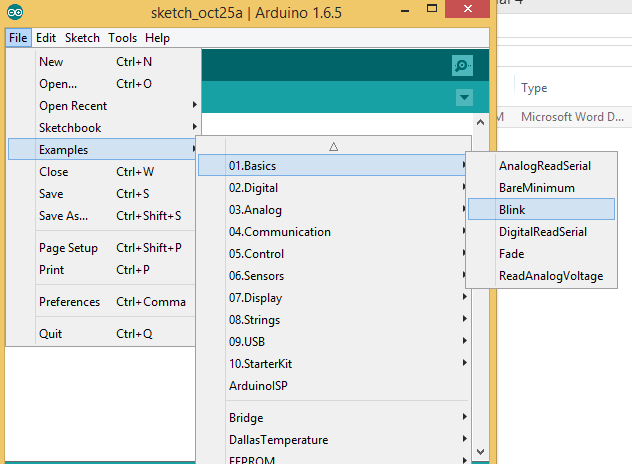 sketch_oct25a | Arduino 1.6.5
File Edit Sketch Tools Help
New Ctrl+N
Open... Ctrl+O
Open Recent
Sketchbook
Examples
Close Ctrl+W
Save Ctrl+S
Save As... Ctrl+Shift+S
Page Setup Ctrl+Shift+P
Print Ctrl+P
Preferences Ctrl+Comma
Quit Ctrl+Q
01.Basics
02.Digital
03.Analog
04.Communication
05.Control
06.Sensors
07.Display
08.Strings
09.USB
10.StarterKit
ArduinoISP
Bridge
DallasTemperature
EEPROM
AnalogReadSerial
BareMinimum
Blink
DigitalReadSerial
Fade
ReadAnalogVoltage
Type
M Microsoft Word D...